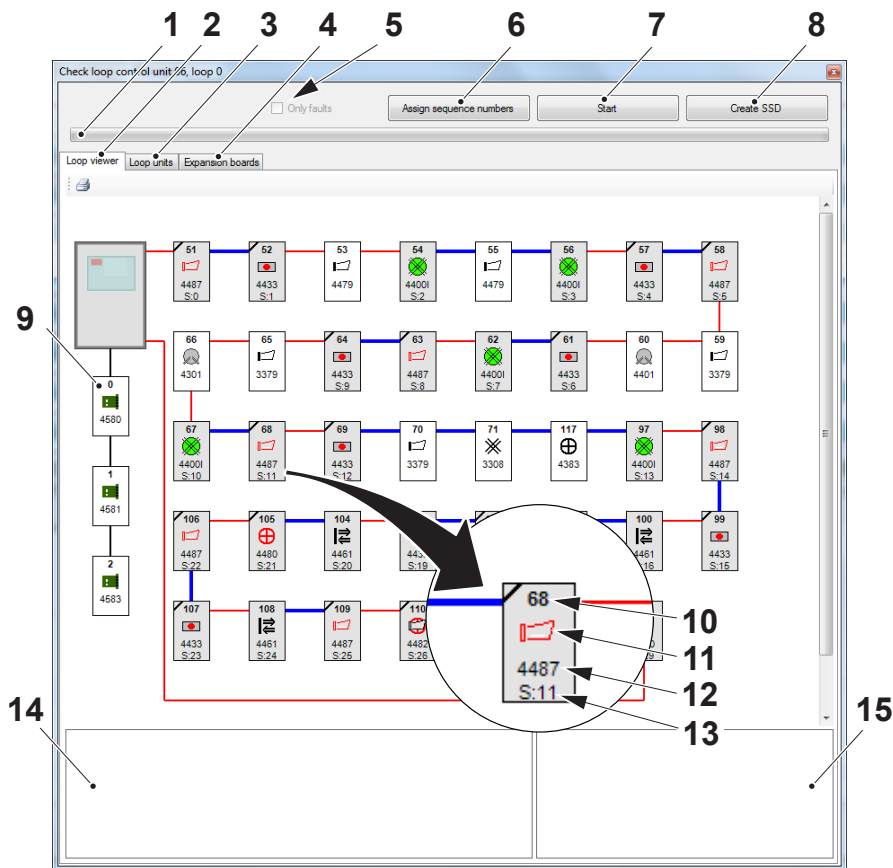 1 2 3 4 5 6 7 8
Check loop control unit loop 0
Only faults Assign sequence numbers Start Create SSD
Loop viewer Loop units Expansion boards
51 52 53 54 55 56 57 58
4487 4433 4479 4400I 4479 4400I 4433 4487
S:0 S:1 S:2 S:3 S:4 S:5
9
66 65 64 63 62 61 60 59
4301 3379 4433 4487 4400I 4433 4401 3379
S:9 S:8 S:7 S:6
0
4580
67 68 69 70 71 117 97 98
4400I 4487 4433 3379 3308 4383 4400I 4487
S:10 S:11 S:12 S:13 S:14
1
4581
106 105 104 100 99
4487 4480 4461 4433
S:22 S:21 S:20 S:19 S:15
2
4583
107 108 109 110
4433 4461 4487 4482
S:23 S:24 S:25 S:26
68
4487
S:11
10
11
12
13
14 15